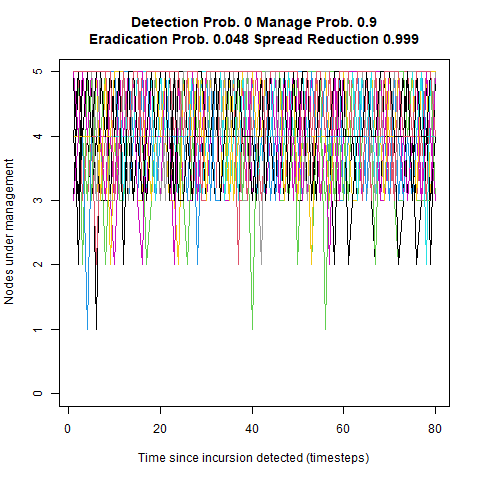 Detection Prob. 0 Manage Prob. 0.9
Eradication Prob. 0.048 Spread Reduction 0.999
Nodes under management
5
4
3
2
1
0
0
20
40
60
80
Time since incursion detected (timesteps)